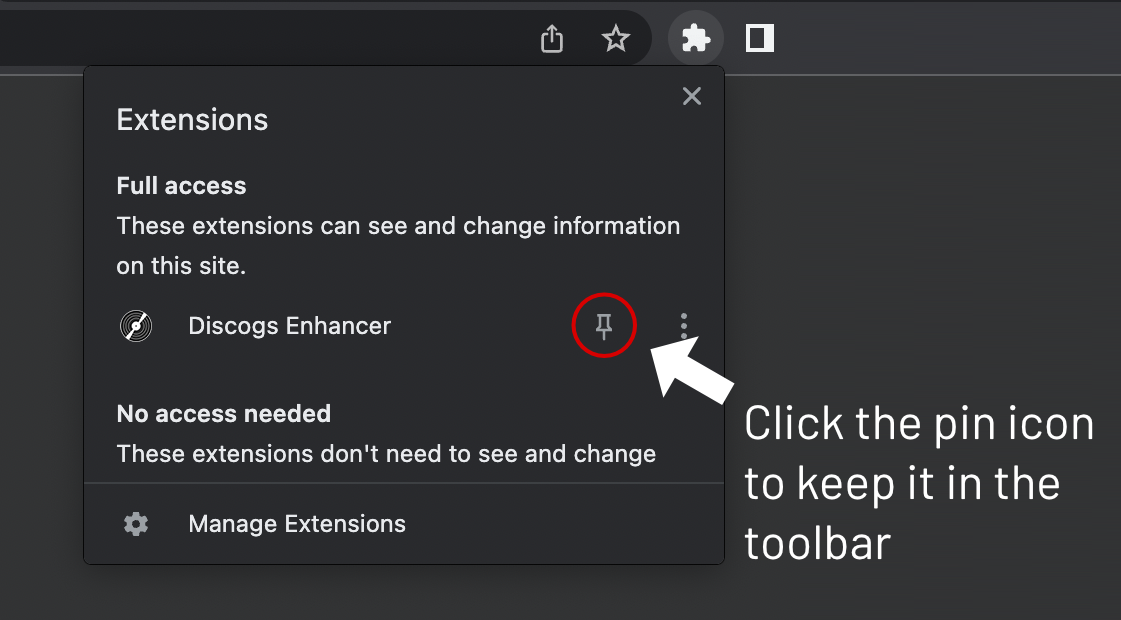 Extensions
Full access
These extensions can see and change information
on this site.
Discogs Enhancer
No access needed
These extensions don't need to see and change
Manage Extensions
Click the pin icon
to keep it in the
toolbar